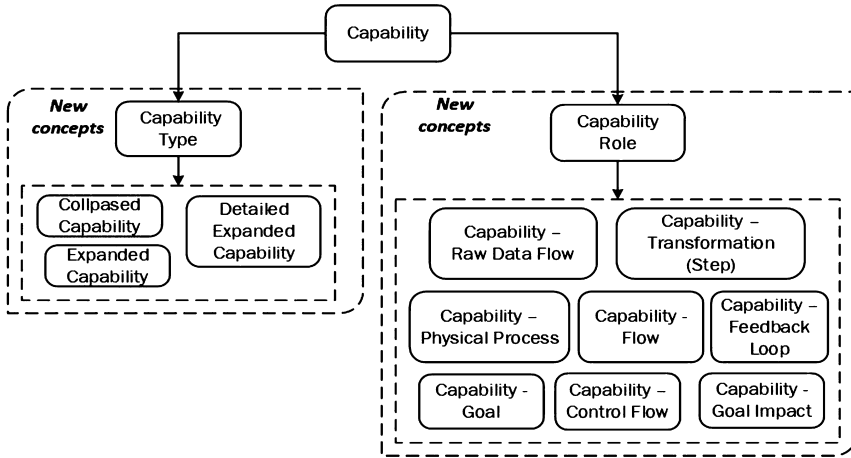 Capability
New
concepts
Capability
Type
Collpased
Capability
Detailed
Expanded
Capability
Expanded
Capability
New
concepts
Capability
Role
Capability –
Raw Data Flow
Capability –
Transformation
(Step)
Capability –
Physical Process
Capability -
Flow
Capability –
Feedback
Loop
Capability -
Goal
Capability –
Control Flow
Capability -
Goal Impact